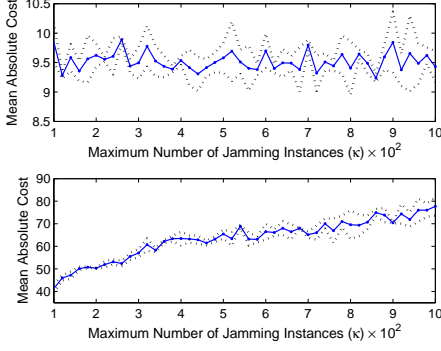 Mean Absolute Cost
10.5
10
9.5
9
8.5
1 2 3 4 5 6 7 8 9 10
Maximum Number of Jamming Instances (κ) × 10²
Mean Absolute Cost
90
80
70
60
50
40
1 2 3 4 5 6 7 8 9 10
Maximum Number of Jamming Instances (κ) × 10²